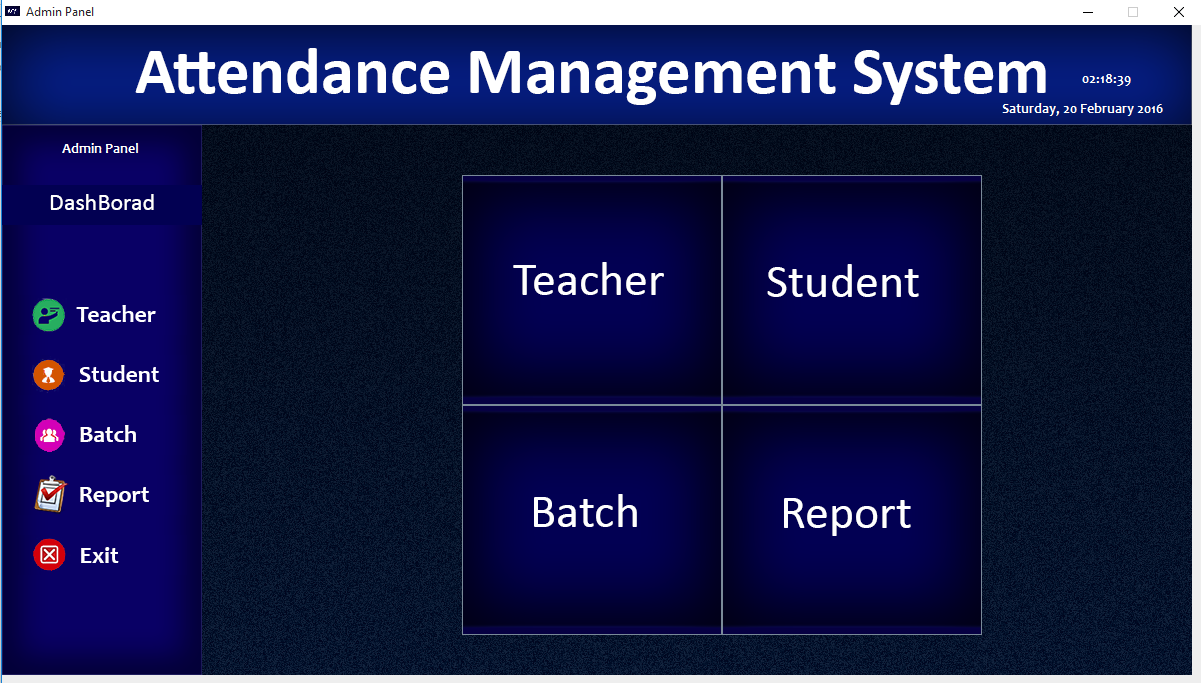 Admin Panel
Attendance Management System
02:18:39
Saturday, 20 February 2016
Admin Panel
DashBorad
Teacher
Student
Batch
Report
Exit
Teacher
Student
Batch
Report